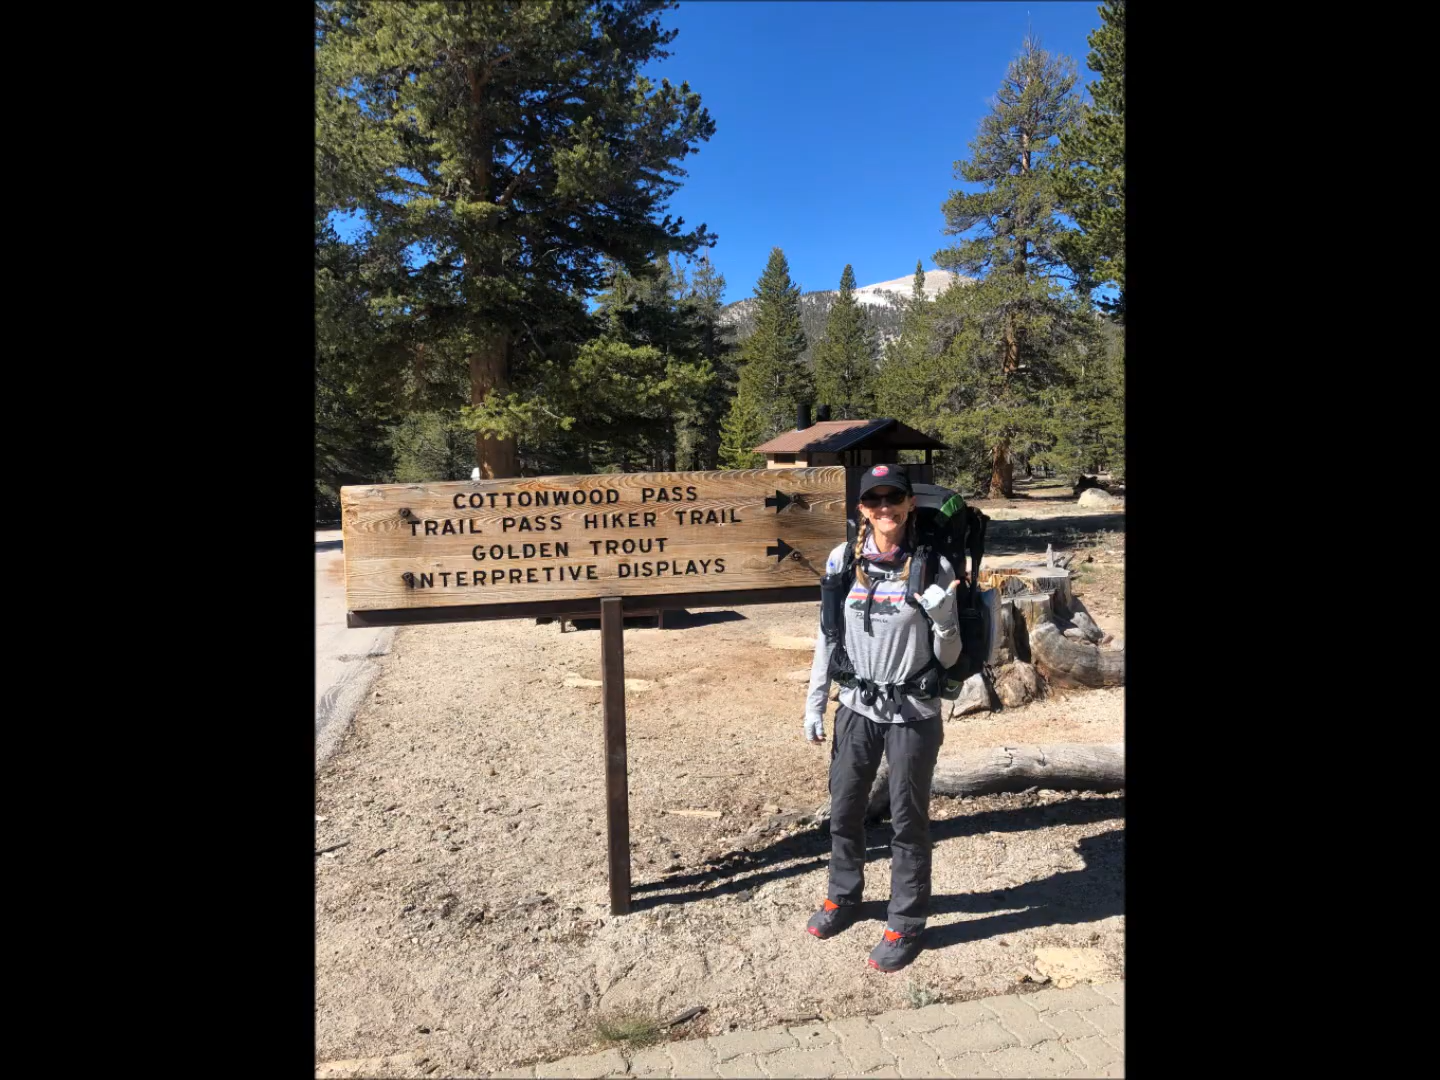 COTTONWOOD PASS
TRAIL PASS HIKER TRAIL
GOLDEN TROUT
INTERPRETIVE DISPLAYS